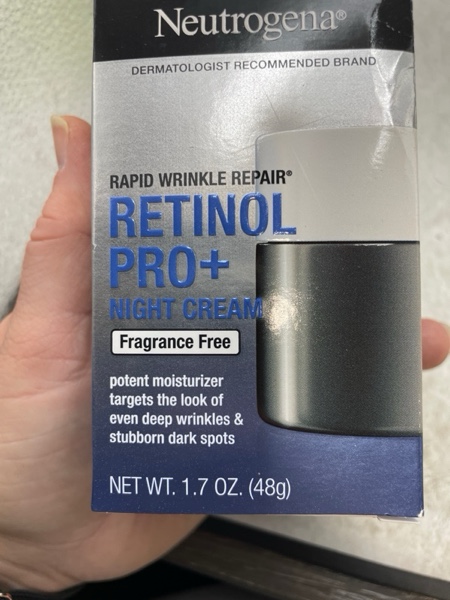 Neutrogena®
DERMATOLOGIST RECOMMENDED BRAND
RAPID WRINKLE REPAIR®
RETINOL
PRO+
NIGHT CREAM
Fragrance Free
potent moisturizer
targets the look of
even deep wrinkles &
stubborn dark spots
NET WT. 1.7 OZ. (48g)